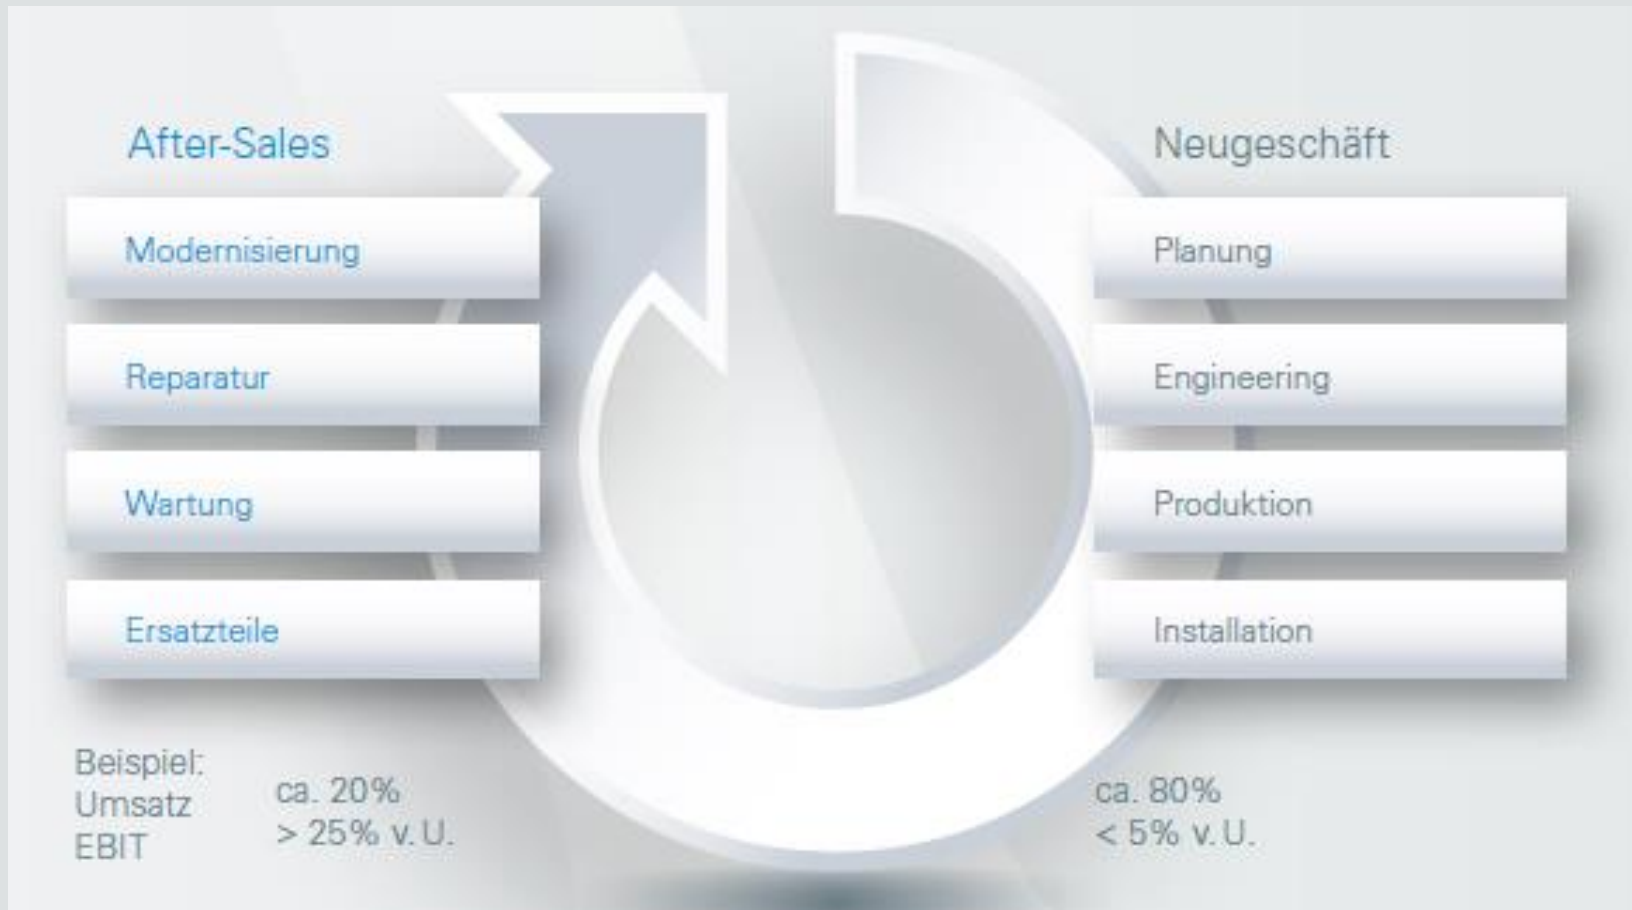 After-Sales
Modernisierung
Reparatur
Wartung
Ersatzteile
Neugeschäft
Planung
Engineering
Produktion
Installation
Beispiel:
Umsatz ca. 20% ca. 80%
EBIT > 25% v. U. < 5% v. U.